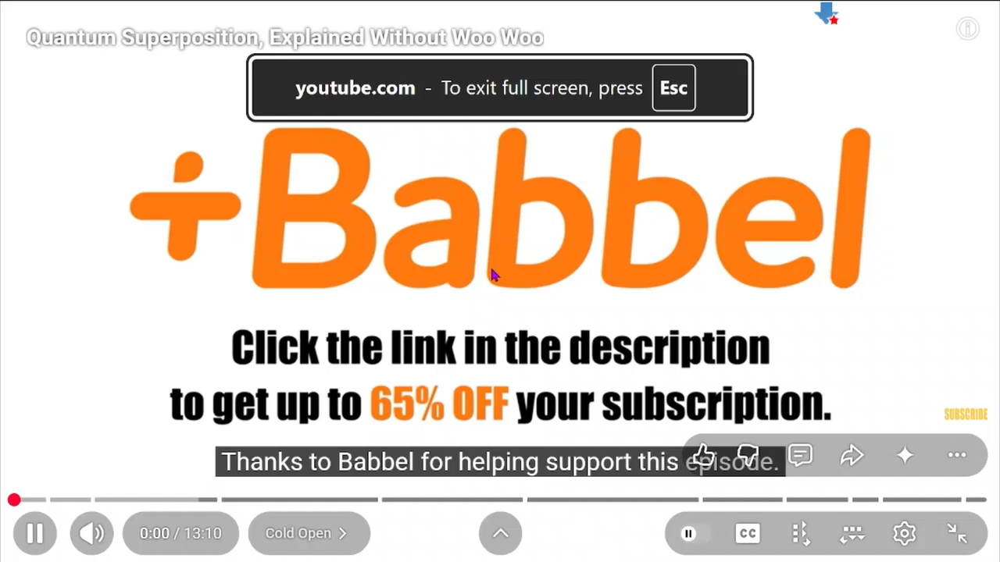 Quantum Superposition, Explained Without Woo Woo
youtube.com - To exit full screen, press Esc
+Babbel
Click the link in the description
to get up to 65% OFF your subscription.
SUBSCRIBE
Thanks to Babbel for helping support this episode.
0:00 / 13:10
Cold Open
CC